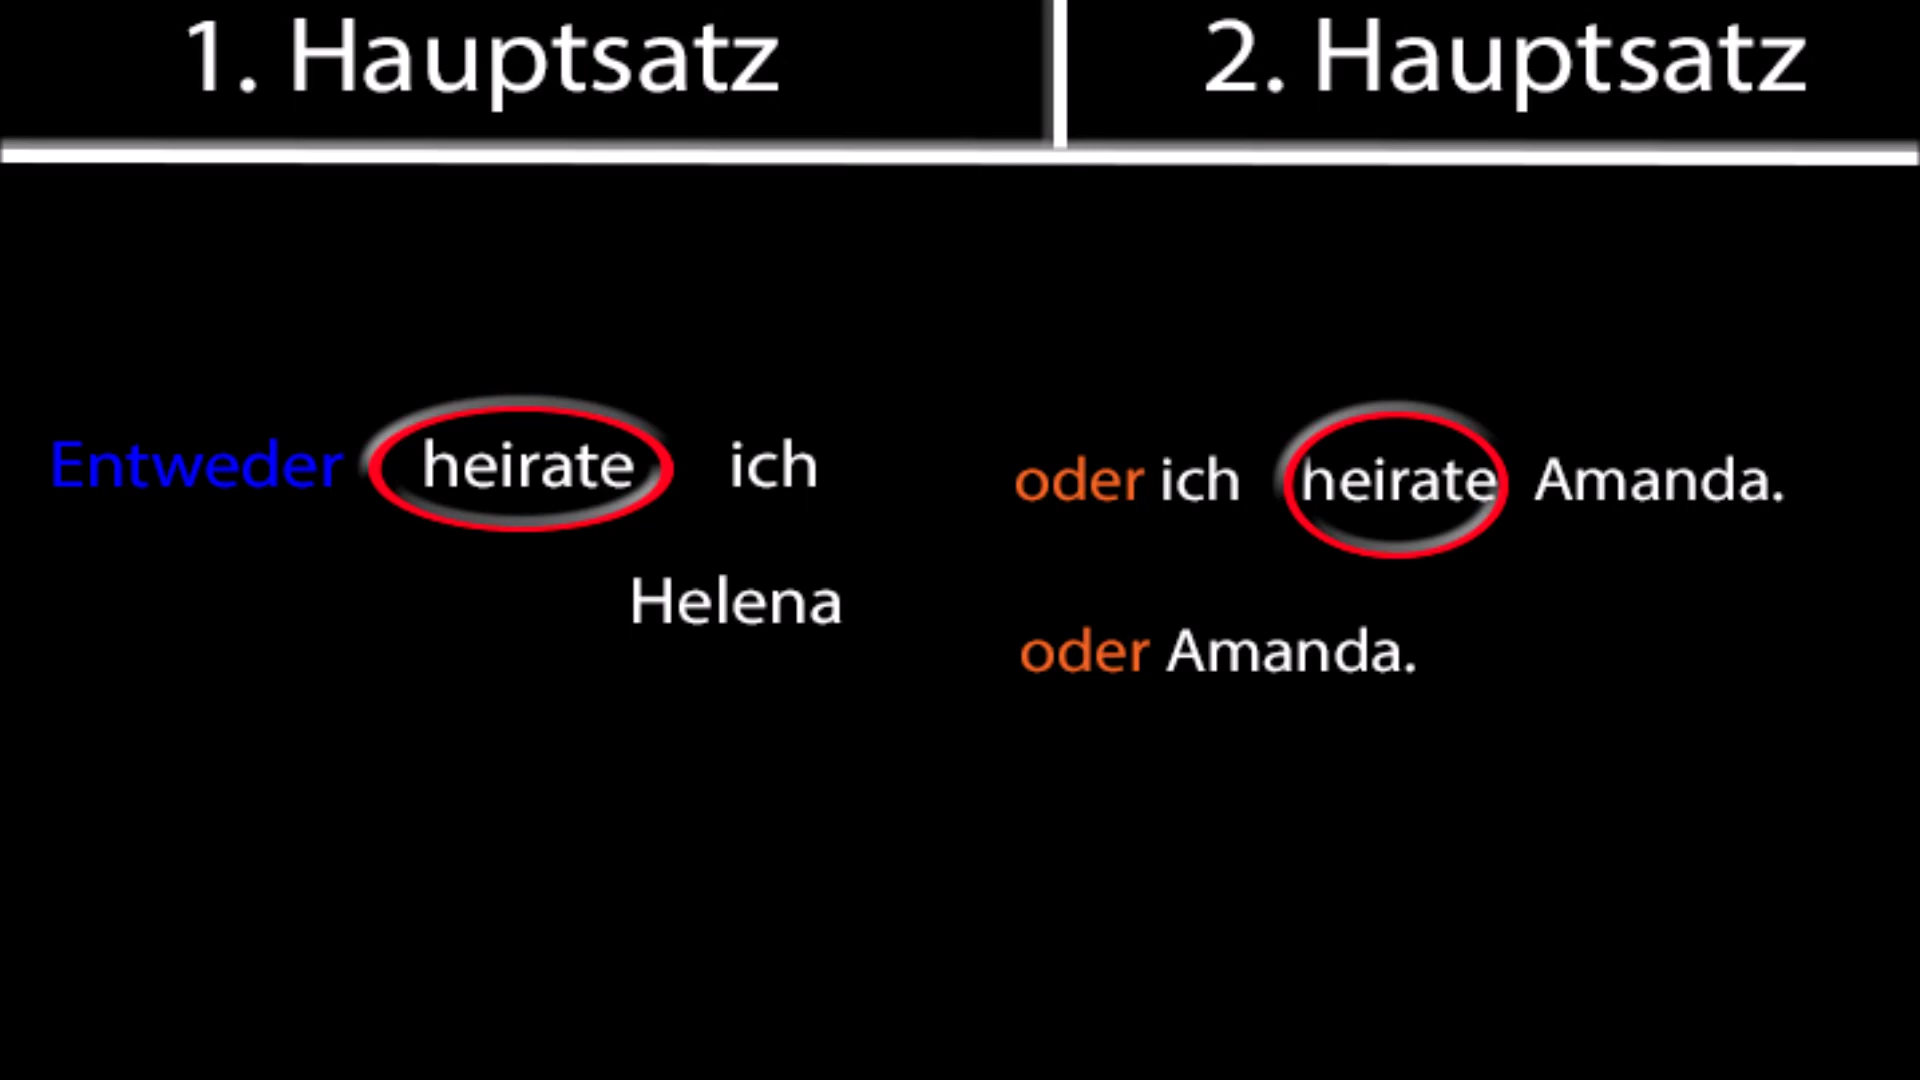 1. Hauptsatz
2. Hauptsatz
Entweder heirate ich
Helena
oder ich heirate Amanda.
oder Amanda.